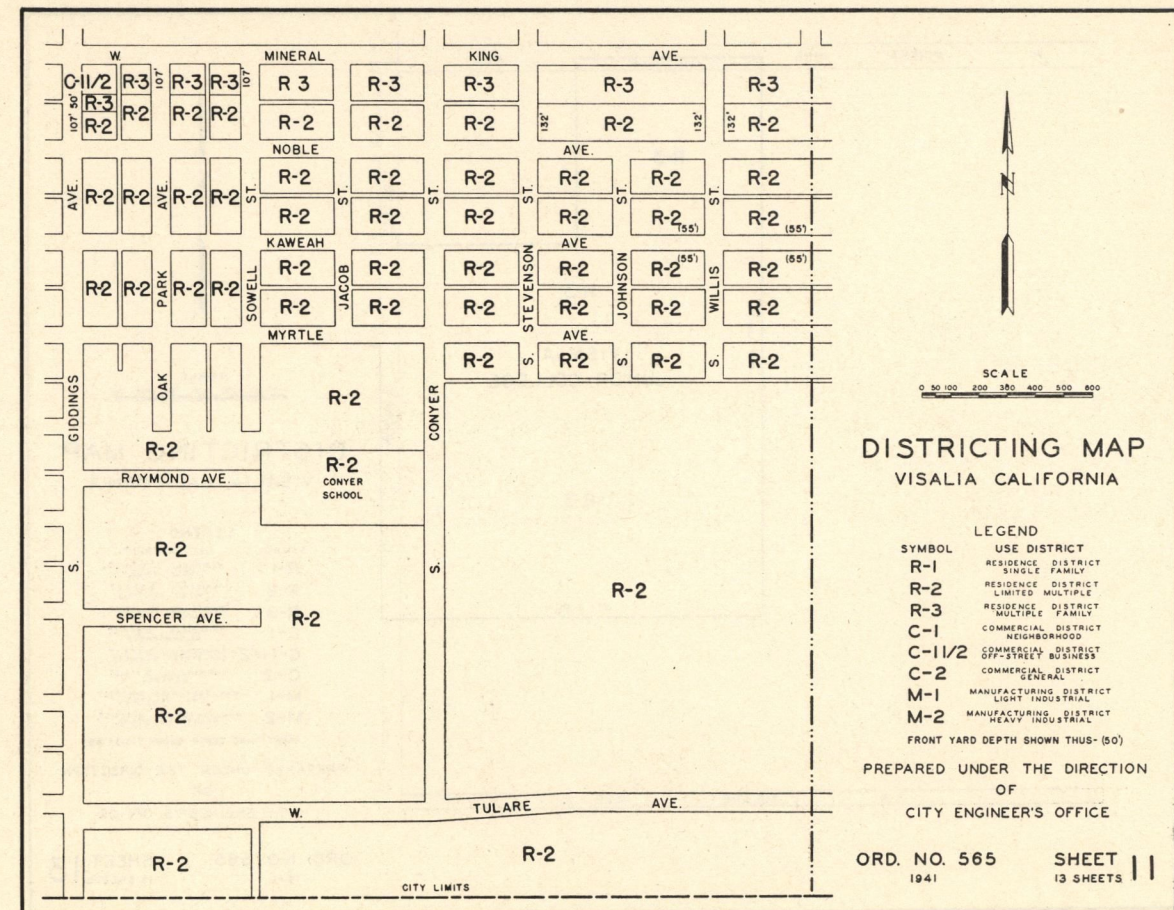 W. MINERAL KING AVE.
C-11/2 R-3 107' R-3 R-3 107' R 3 R-3 R-3 R-3 R-3
107' 50' R-3
R-2 R-2 R-2 R-2 R-2 R-2 R-2 132' R-2 132' 132' R-2
NOBLE AVE.
AVE. R-2 R-2 AVE. R-2 R-2 ST. R-2 ST. R-2 ST. R-2 ST. R-2 ST. R-2 ST. R-2
R-2 R-2 R-2 R-2 R-2 (55') R-2 (55')
KAWEAH AVE
R-2 R-2 PARK R-2 R-2 SOWELL R-2 JACOB R-2 R-2 STEVENSON R-2 JOHNSON R-2 (55') WILLIS R-2 (55')
R-2 R-2 R-2 R-2 R-2 R-2
MYRTLE AVE.
R-2 S. R-2 S. R-2 S. R-2
GIDDINGS OAK R-2 CONYER
R-2
R-2
CONYER
SCHOOL
RAYMOND AVE.
R-2
S. S.
R-2
SPENCER AVE. R-2
R-2
W. TULARE AVE.
R-2 R-2
CITY LIMITS
N
SCALE
0 50 100 200 300 400 500 600
DISTRICTING MAP
VISALIA CALIFORNIA
LEGEND
SYMBOL USE DISTRICT
R-1 RESIDENCE DISTRICT
SINGLE FAMILY
R-2 RESIDENCE DISTRICT
LIMITED MULTIPLE
R-3 RESIDENCE DISTRICT
MULTIPLE FAMILY
C-1 COMMERCIAL DISTRICT
NEIGHBORHOOD
C-11/2 COMMERCIAL DISTRICT
OFF-STREET BUSINESS
C-2 COMMERCIAL DISTRICT
GENERAL
M-1 MANUFACTURING DISTRICT
LIGHT INDUSTRIAL
M-2 MANUFACTURING DISTRICT
HEAVY INDUSTRIAL
FRONT YARD DEPTH SHOWN THUS- (50')
PREPARED UNDER THE DIRECTION
OF
CITY ENGINEER'S OFFICE
ORD. NO. 565 SHEET 11
1941 13 SHEETS